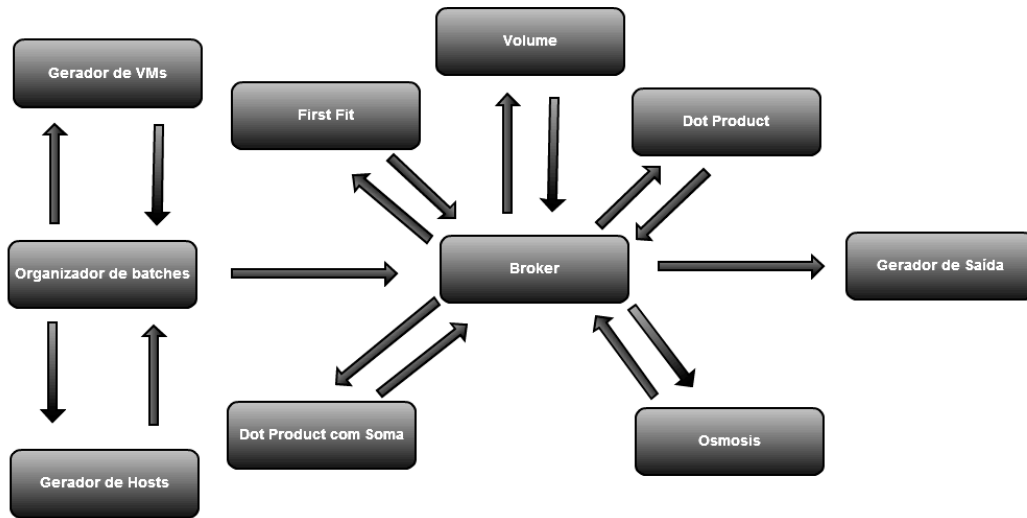 Volume
Gerador de VMs
First Fit
Dot Product
Organizador de batches
Broker
Gerador de Saída
Dot Product com Soma
Osmosis
Gerador de Hosts